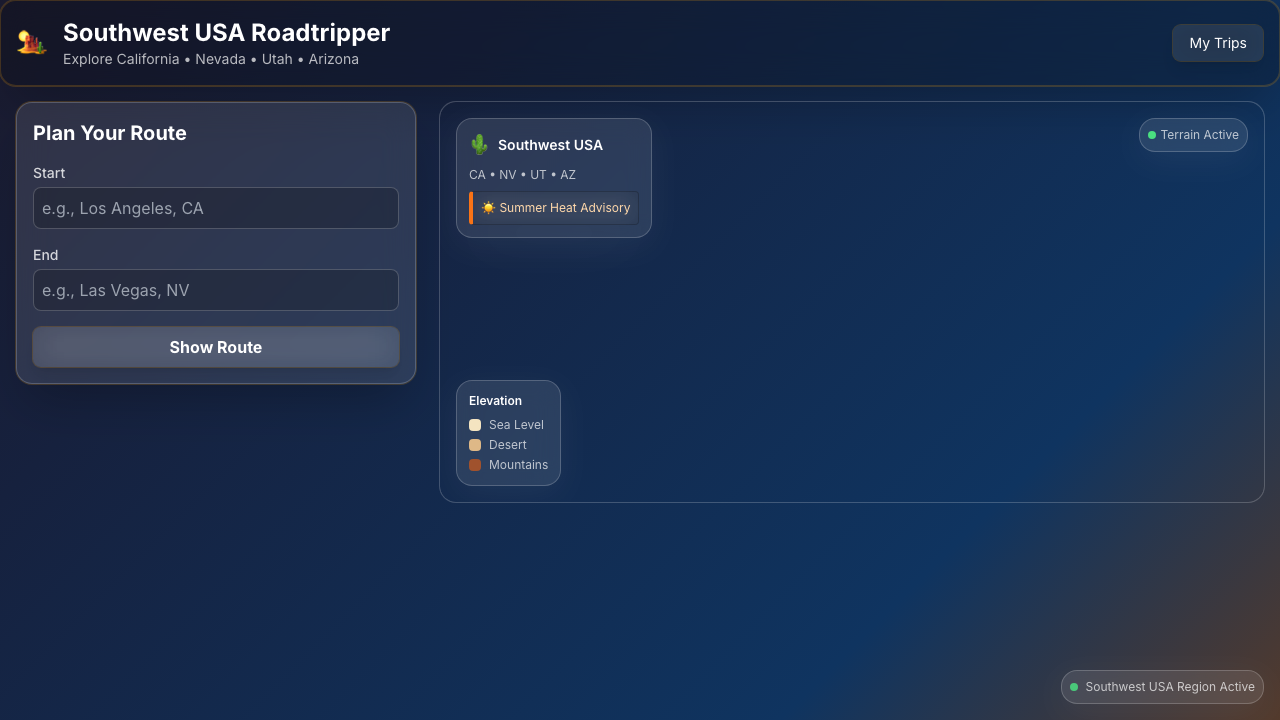 Southwest USA Roadtripper
Explore California • Nevada • Utah • Arizona
My Trips
Plan Your Route
Start
e.g., Los Angeles, CA
End
e.g., Las Vegas, NV
Show Route
Southwest USA
CA • NV • UT • AZ
Summer Heat Advisory
Terrain Active
Elevation
Sea Level
Desert
Mountains
Southwest USA Region Active